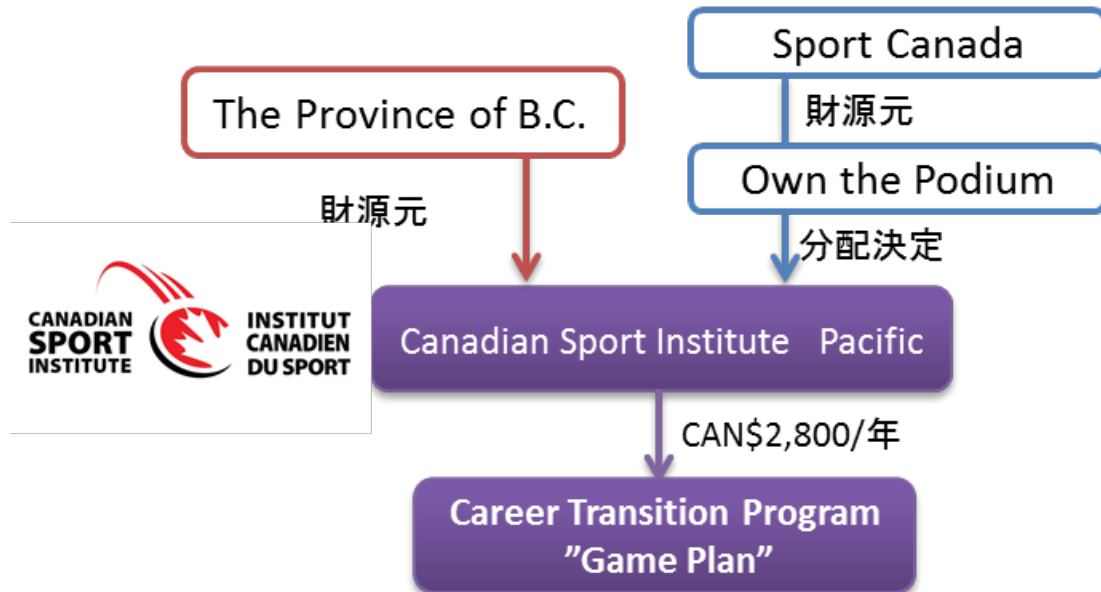 Sport Canada
財源元
The Province of B.C.
Own the Podium
財源元
分配決定
CANADIAN
SPORT
INSTITUTE
INSTITUT
CANADIEN
DU SPORT
Canadian Sport Institute Pacific
CAN$2,800/年
Career Transition Program
”Game Plan”